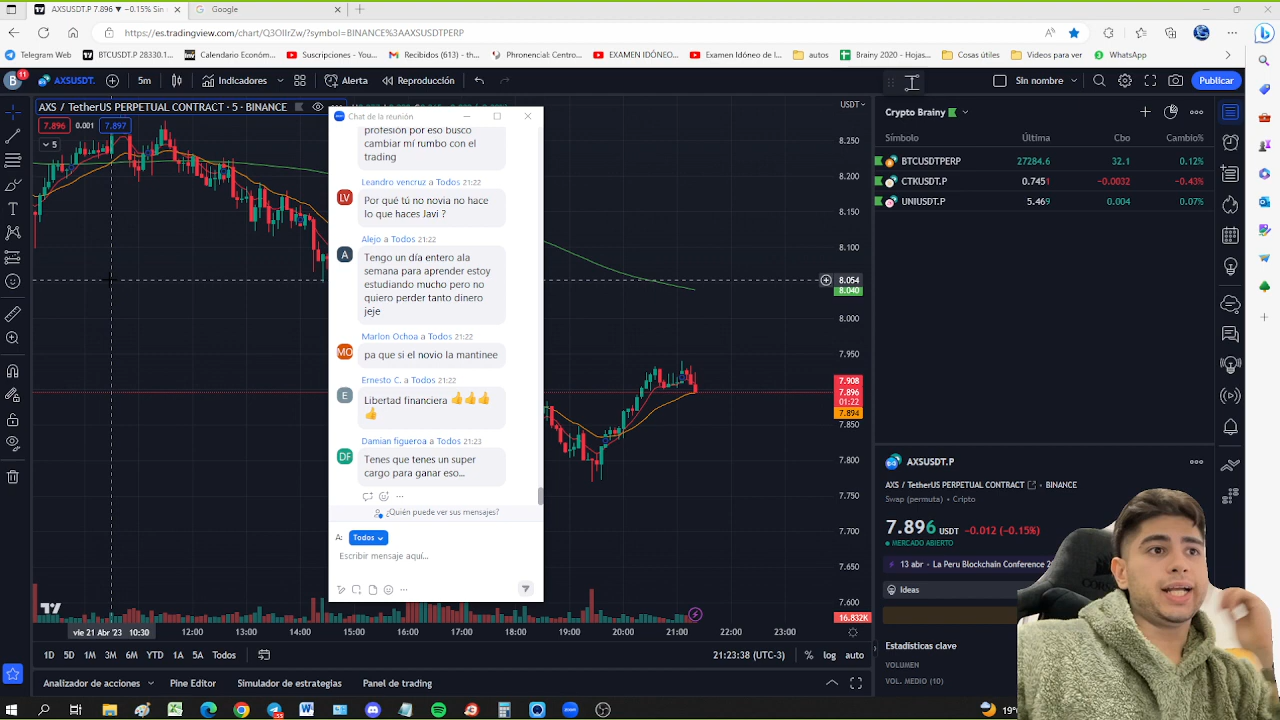 AXSUSDT.P 7.896 ▼ −0.15% Sin
Google
https://es.tradingview.com/chart/Q3OIIrZw/?symbol=BINANCE%3AAXSUSDTPERP
Telegram Web
BTCUSDT.P 28330.1...
Calendario Económ...
Suscripciones - You...
Recibidos (613) - th...
Phronencial: Centro...
EXAMEN IDÓNEO...
Examen Idóneo del...
autos
Brainy 2020 - Hojas...
Cosas útiles
Videos para ver
WhatsApp
B
11
AXSUSDT.
5m
Indicadores
Alerta
Reproducción
Sin nombre
Publicar
AXS / TetherUS PERPETUAL CONTRACT · 5 · BINANCE
7.896
0.001
7.897
5
USDT
8.250
8.200
8.150
8.100
8.054
8.040
8.000
7.950
7.908
7.896
01:22
7.894
7.850
7.800
7.750
7.700
7.650
7.600
16.832K
Chat de la reunión
profesión por eso busco
cambiar mí rumbo con el
trading
Leandro vencruz a Todos 21:22
LV
Por qué tú no novia no hace
lo que haces Javi ?
Alejo a Todos 21:22
A
Tengo un día entero ala
semana para aprender estoy
estudiando mucho pero no
quiero perder tanto dinero
jeje
Marlon Ochoa a Todos 21:22
MO
pa que si el novio la mantinee
Ernesto C. a Todos 21:22
E
Libertad financiera 👍👍👍
👍
Damian figueroa a Todos 21:23
DF
Tenes que tenes un super
cargo para ganar eso...
¿Quién puede ver sus mensajes?
A: Todos
Escribir mensaje aquí...
vie 21 Abr '23 10:30
12:00
13:00
14:00
15:00
16:00
17:00
18:00
19:00
20:00
21:00
22:00
23:00
1D 5D 1M 3M 6M YTD 1A 5A Todos
21:23:38 (UTC-3)
% log auto
Analizador de acciones
Pine Editor
Simulador de estrategias
Panel de trading
Crypto Brainy
Símbolo Última Cbo Cambio%
BTCUSDTPERP 27284.6 32.1 0.12%
CTKUSDT.P 0.7451 −0.0032 −0.43%
UNIUSDT.P 5.469 0.004 0.07%
AXSUSDT.P
AXS / TetherUS PERPETUAL CONTRACT BINANCE
Swap (permuta) • Cripto
7.896 USDT −0.012 (−0.15%)
MERCADO ABIERTO
13 abr - La Peru Blockchain Conference 2
Ideas
Estadísticas clave
VOLUMEN
VOL. MEDIO (10)
19°